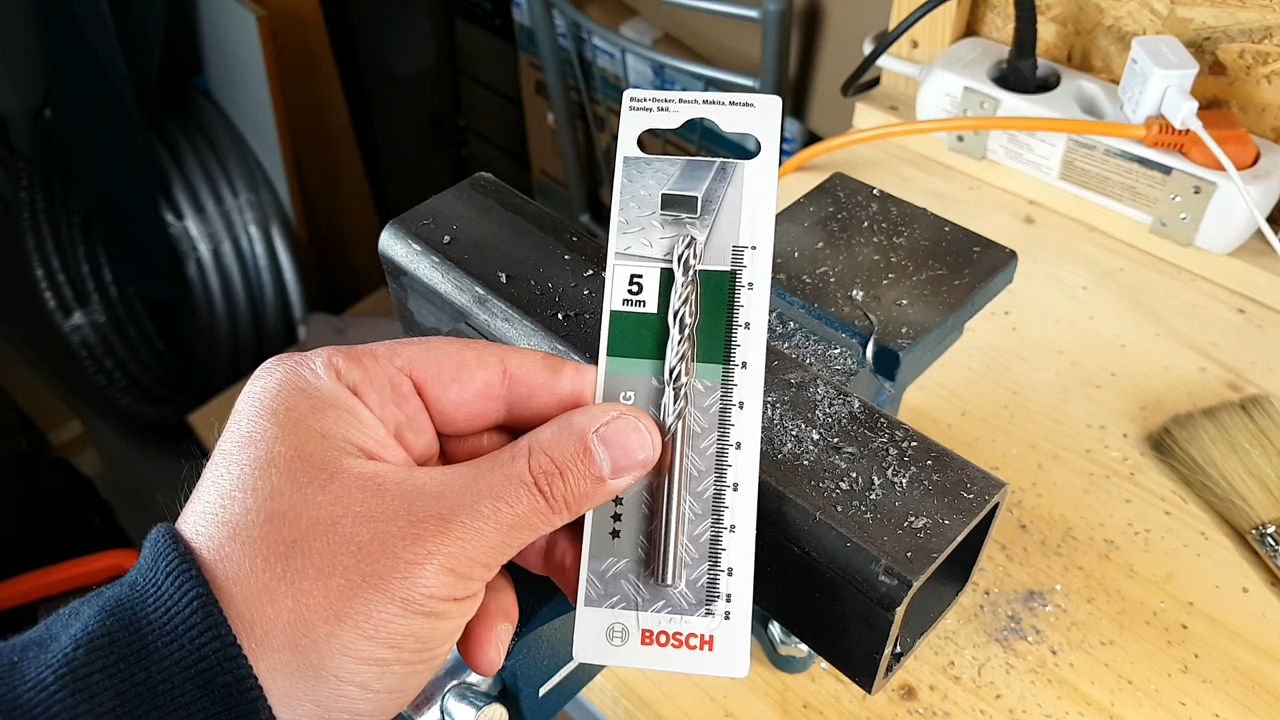 Black+Decker, Bosch, Makita, Metabo,
Stanley, Skil, ...
5
mm
G
0
10
20
30
40
50
60
70
80
86
90
BOSCH